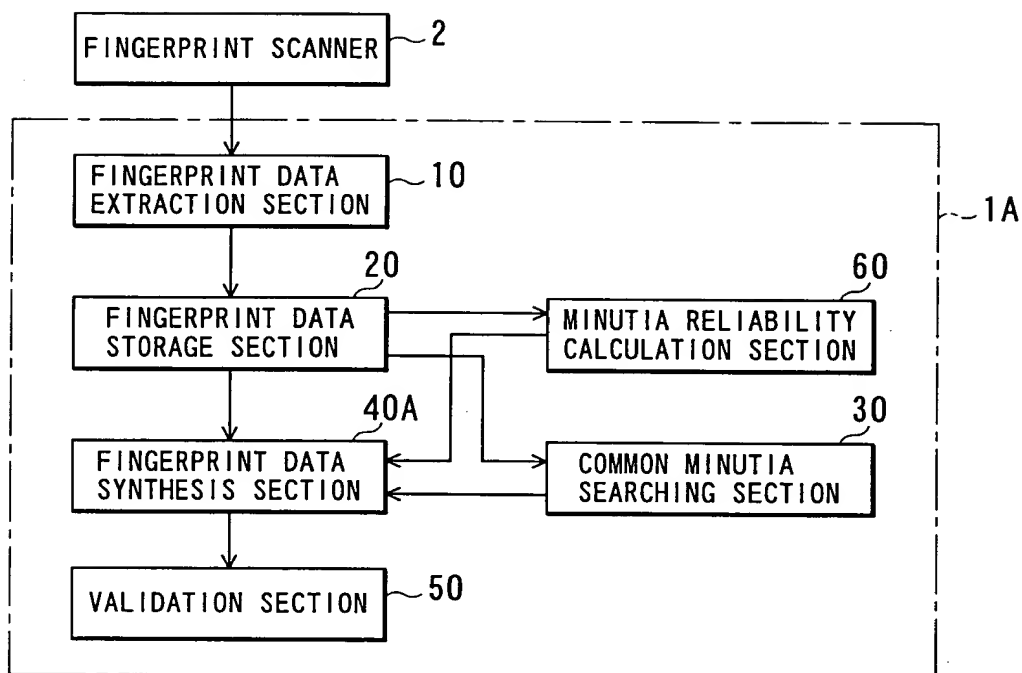 FINGERPRINT SCANNER
2
FINGERPRINT DATA
EXTRACTION SECTION
10
1A
20
FINGERPRINT DATA
STORAGE SECTION
60
MINUTIA RELIABILITY
CALCULATION SECTION
40A
FINGERPRINT DATA
SYNTHESIS SECTION
30
COMMON MINUTIA
SEARCHING SECTION
VALIDATION SECTION
50